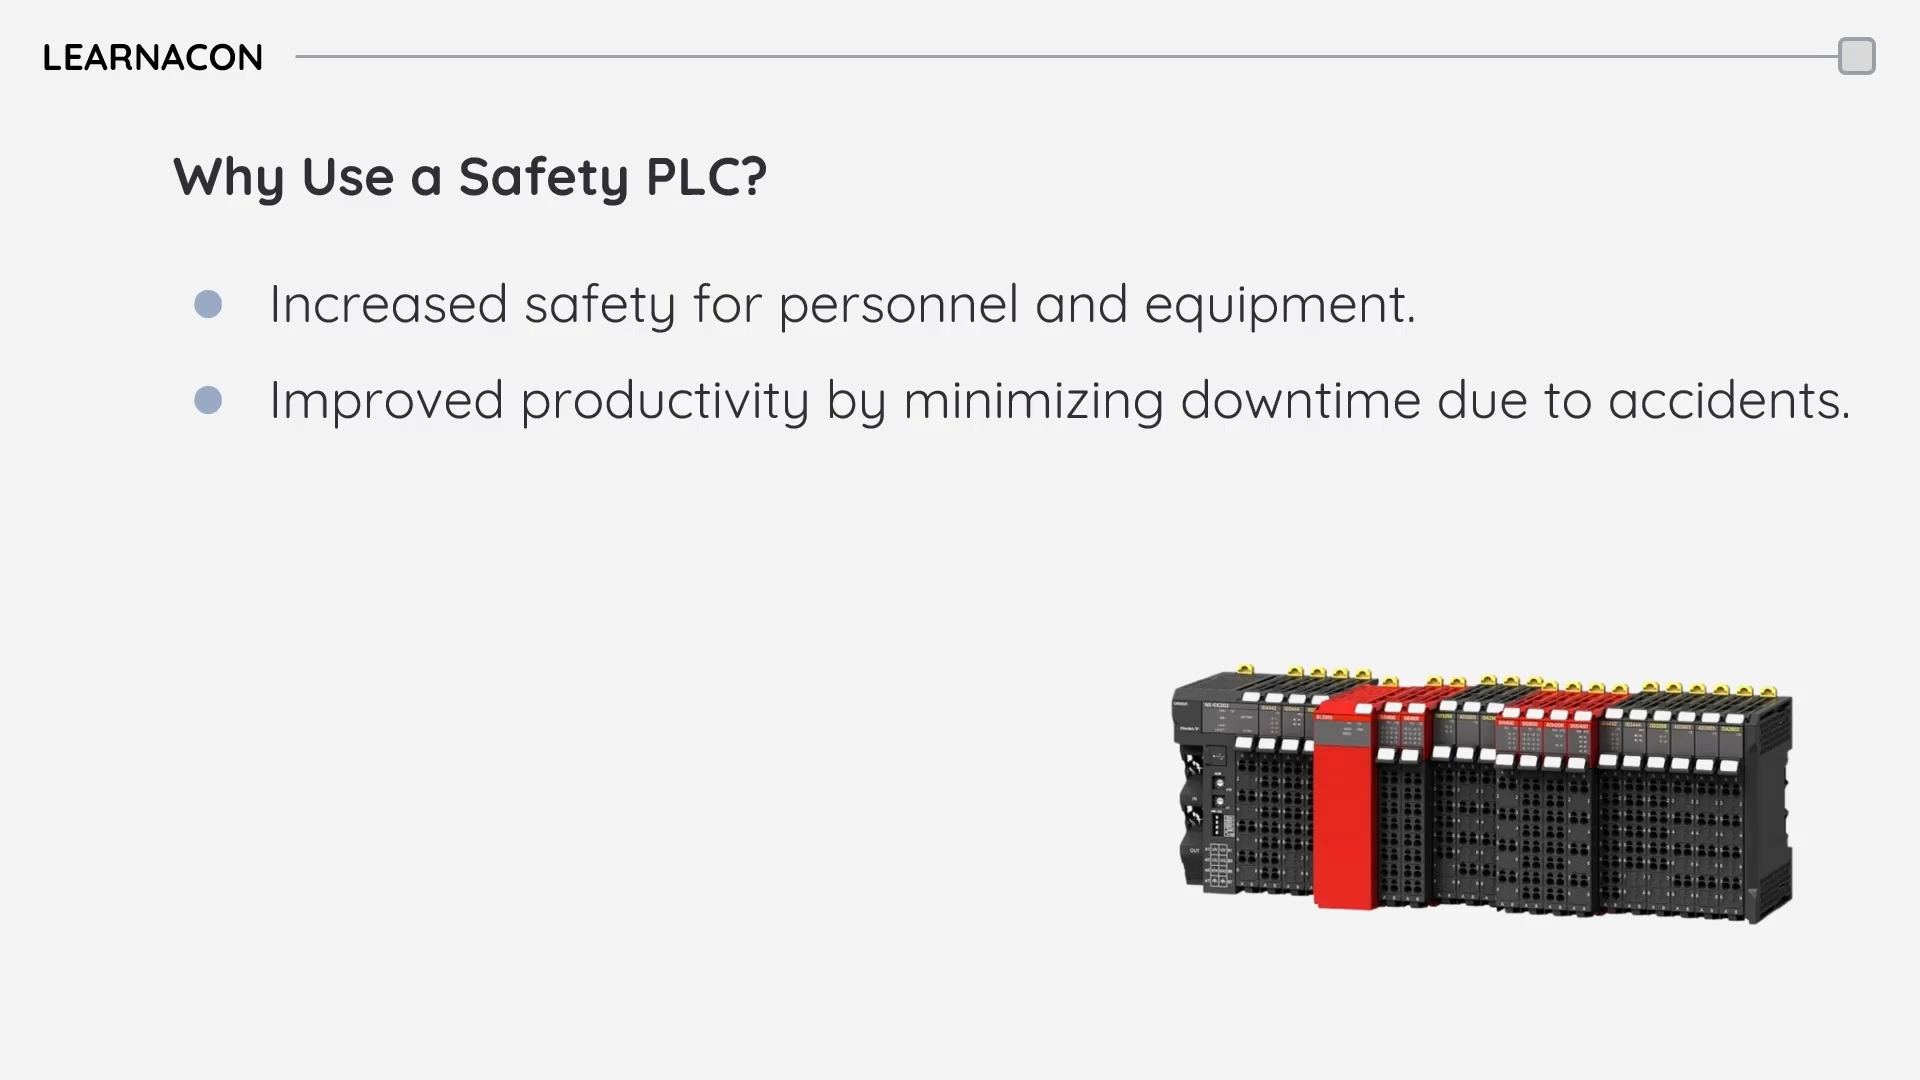 LEARNACON
Why Use a Safety PLC?
Increased safety for personnel and equipment.
Improved productivity by minimizing downtime due to accidents.
OUT